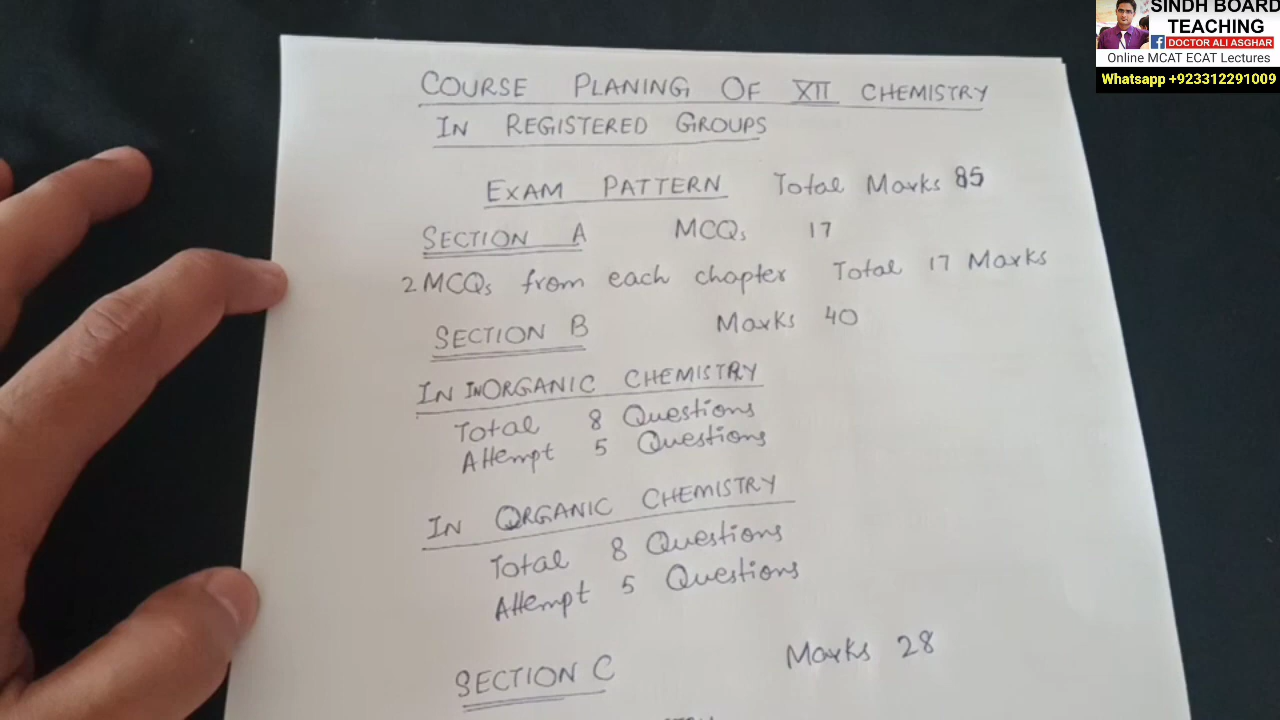 SINDH BOARD
TEACHING
DOCTOR ALI ASGHAR
Online MCAT ECAT Lectures
Whatsapp +923312291009
COURSE PLANING OF XII CHEMISTRY
IN REGISTERED GROUPS
EXAM PATTERN Total Marks 85
SECTION A MCQs 17
2 MCQs from each chapter Total 17 Marks
SECTION B Marks 40
IN INORGANIC CHEMISTRY
Total 8 Questions
Attempt 5 Questions
IN ORGANIC CHEMISTRY
Total 8 Questions
Attempt 5 Questions
SECTION C Marks 28